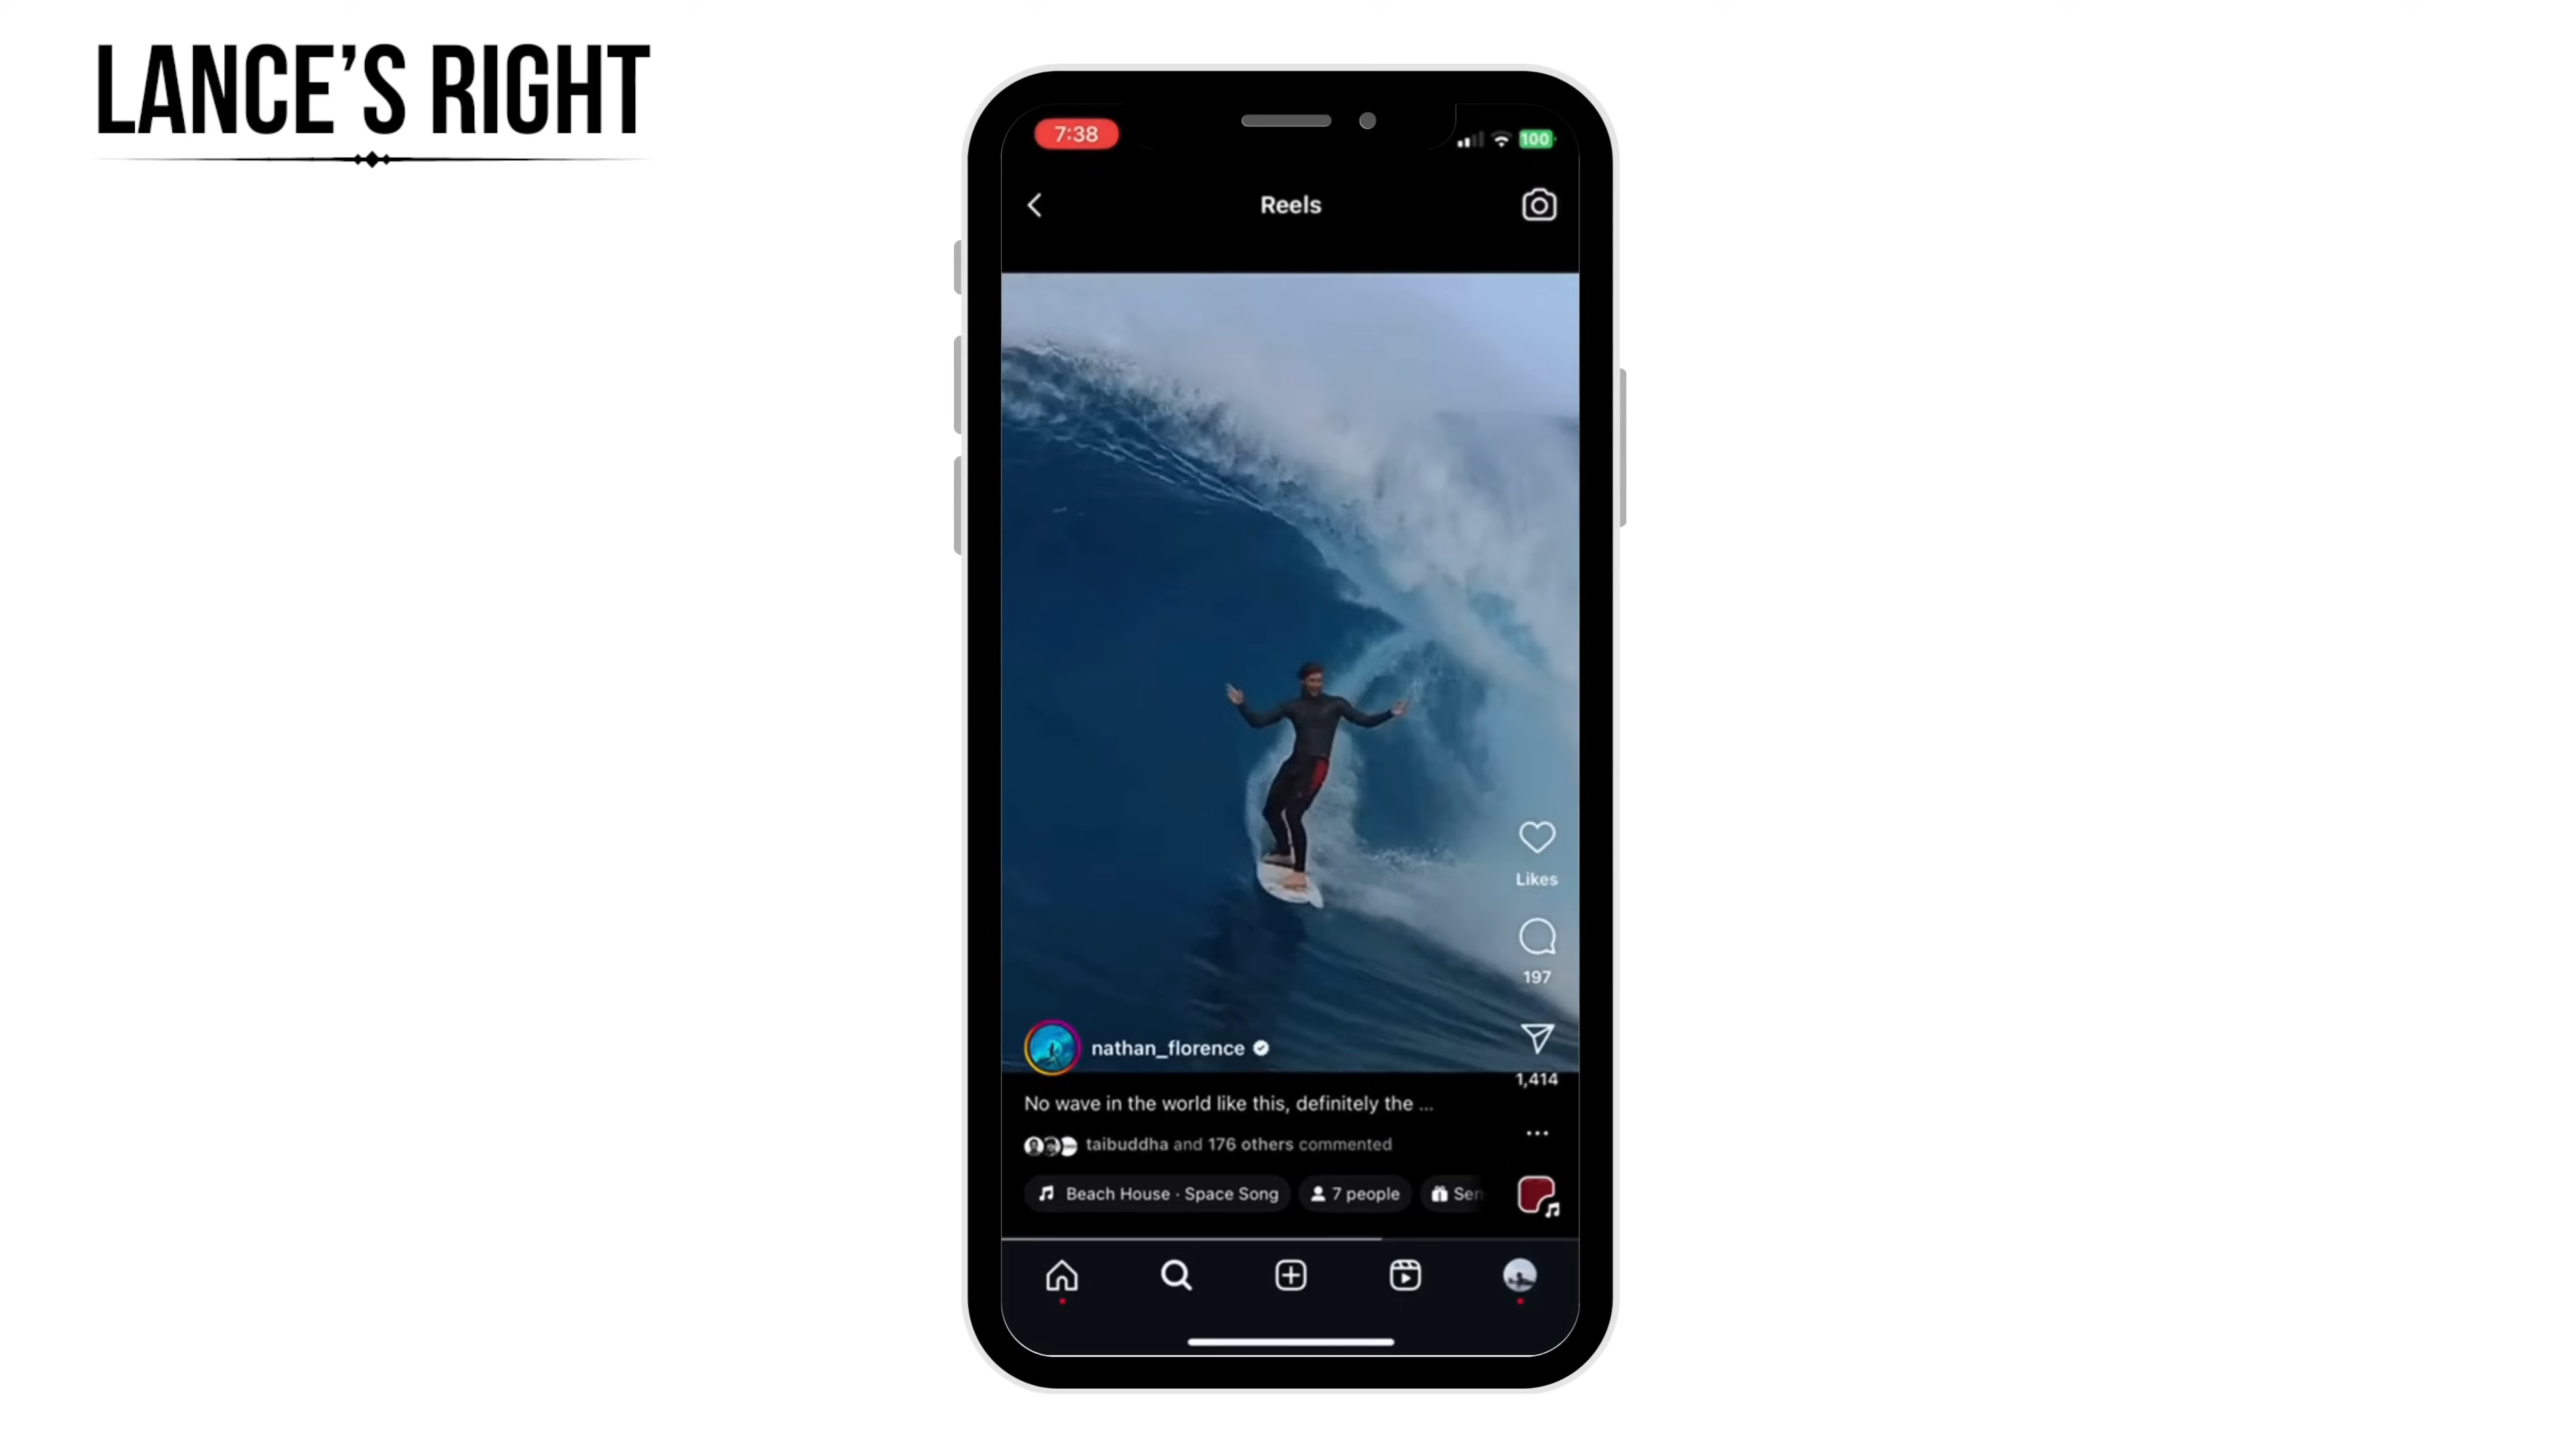 LANCE'S RIGHT
7:38
100
Reels
Likes
197
nathan_florence
1,414
No wave in the world like this, definitely the ...
taibuddha and 176 others commented
Beach House · Space Song
7 people
Sen